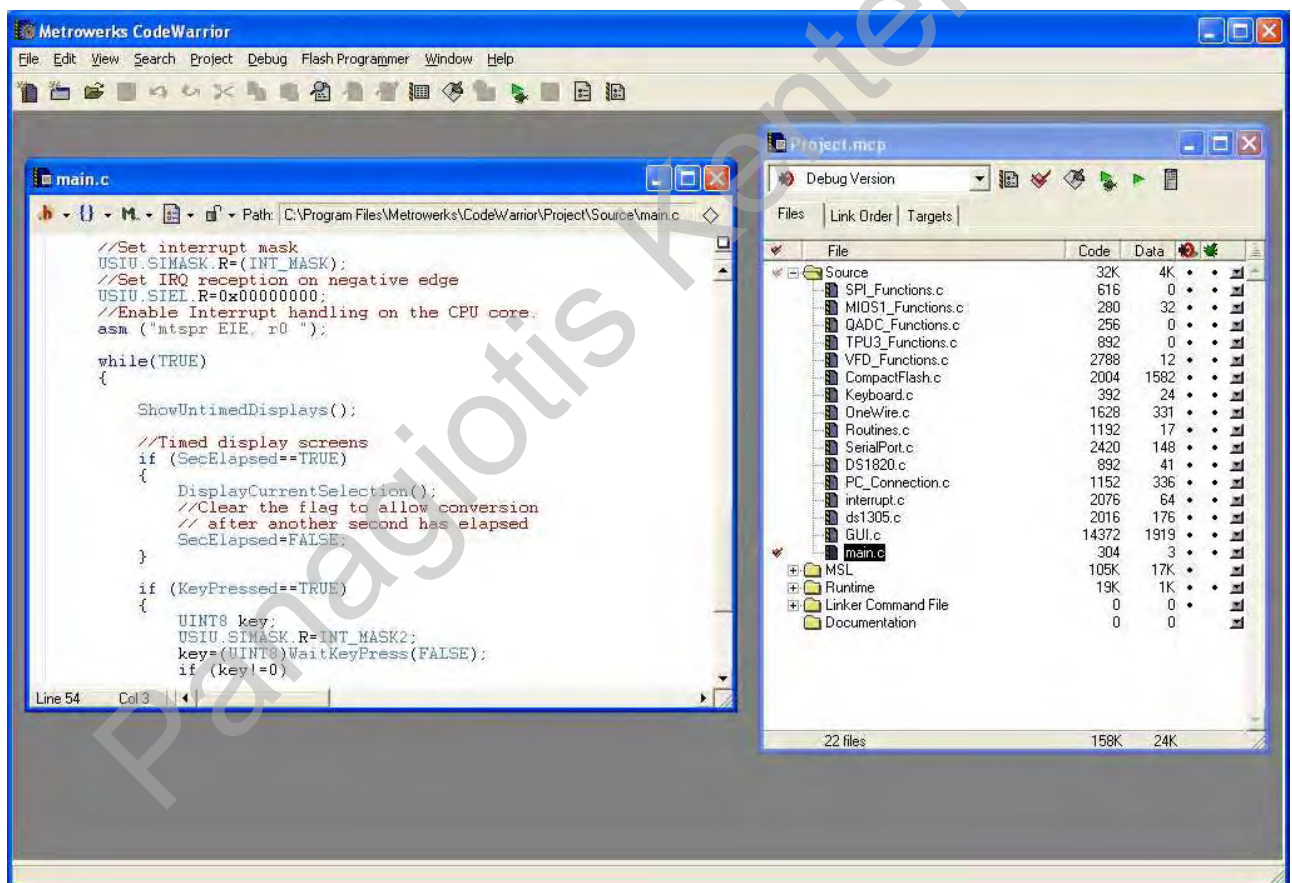 Metrowerks CodeWarrior
File Edit View Search Project Debug Flash Programmer Window Help
main.c
Path: C:\Program Files\Metrowerks\CodeWarrior\Project\Source\main.c
//Set interrupt mask
USIU.SIMASK.R=(INT_MASK);
//Set IRQ reception on negative edge
USIU.SIEL.R=0x00000000;
//Enable Interrupt handling on the CPU core.
asm ("mtspr EIE, r0 ");
while(TRUE)
{
ShowUntimedDisplays();
//Timed display screens
if (SecElapsed==TRUE)
{
DisplayCurrentSelection();
//Clear the flag to allow conversion
// after another second has elapsed
SecElapsed=FALSE;
}
if (KeyPressed==TRUE)
{
UINT8 key;
USIU.SIMASK.R=INT_MASK2;
key=(UINT8)WaitKeyPress(FALSE);
if (key!=0)
Line 54 Col 3
Project.mcp
Debug Version
Files Link Order Targets
File Code Data
Source 32K 4K
SPI_Functions.c 616 0
MIOS1_Functions.c 280 32
QADC_Functions.c 256 0
TPU3_Functions.c 892 0
VFD_Functions.c 2788 12
CompactFlash.c 2004 1582
Keyboard.c 392 24
OneWire.c 1628 331
Routines.c 1192 17
SerialPort.c 2420 148
DS1820.c 892 41
PC_Connection.c 1152 336
interrupt.c 2076 64
ds1305.c 2016 176
GUI.c 14372 1919
main.c 304 3
MSL 105K 17K
Runtime 19K 1K
Linker Command File 0 0
Documentation 0 0
22 files 158K 24K
Panagiotis Kenter